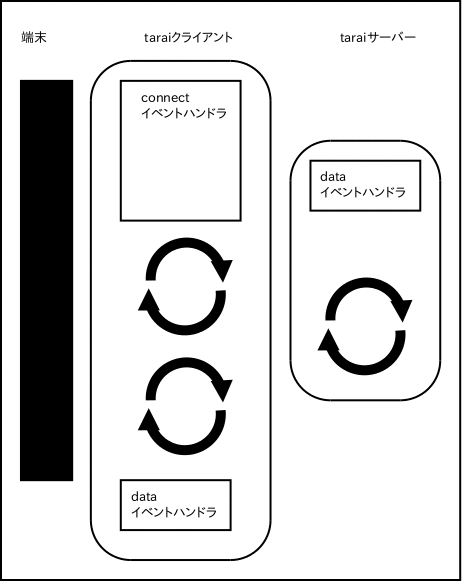 端末
taraiクライアント
taraiサーバー
connect
イベントハンドラ
data
イベントハンドラ
data
イベントハンドラ